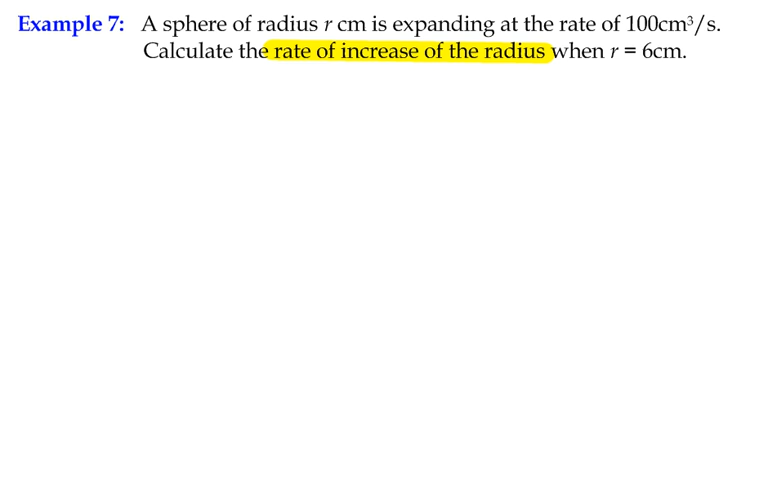 Example 7: A sphere of radius r cm is expanding at the rate of 100cm³/s.
Calculate the rate of increase of the radius when r = 6cm.